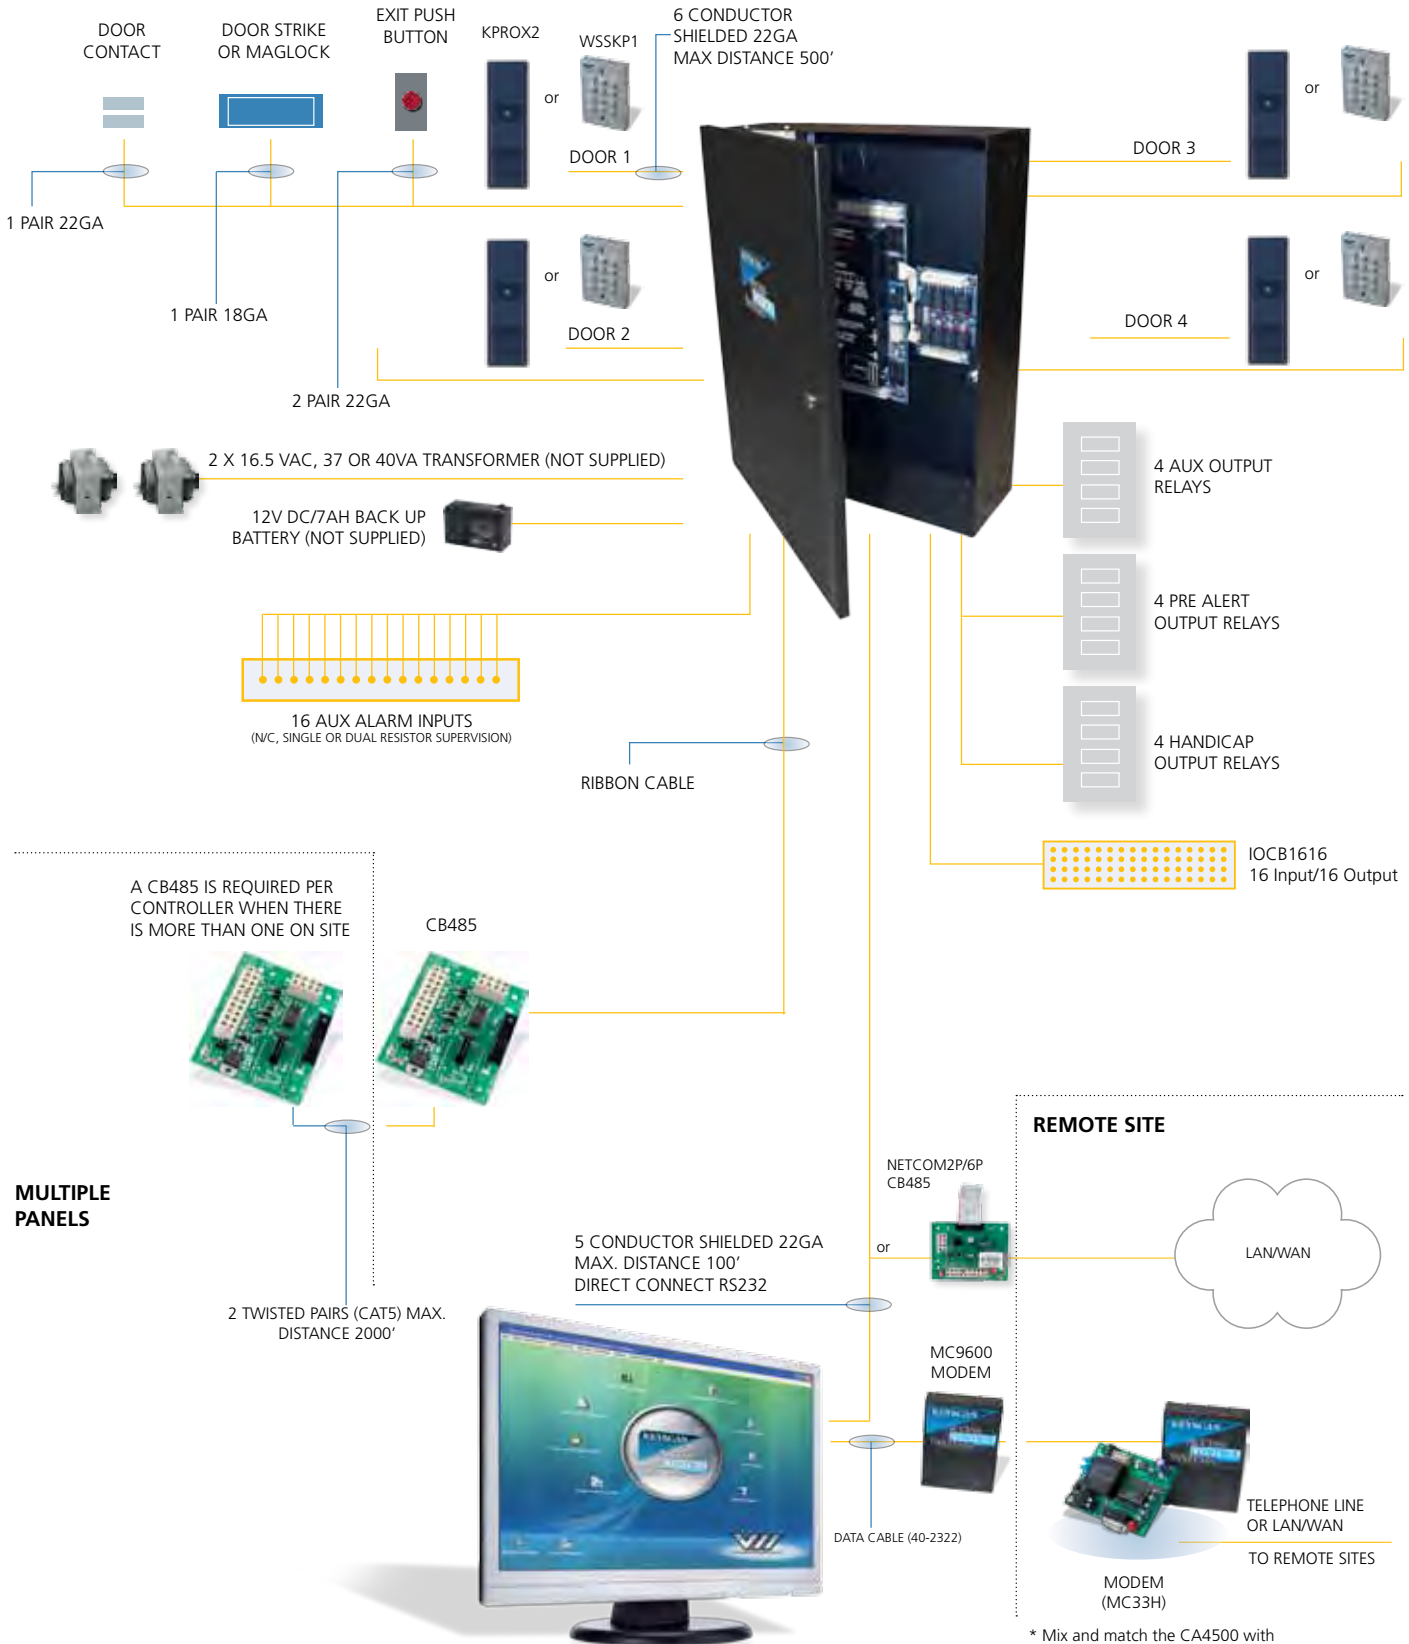 DOOR
CONTACT
DOOR STRIKE
OR MAGLOCK
EXIT PUSH
BUTTON
KPROX2
or
WSSKP1
6 CONDUCTOR
SHIELDED 22GA
MAX DISTANCE 500'
or
DOOR 1
DOOR 3
1 PAIR 22GA
or
or
1 PAIR 18GA
DOOR 2
DOOR 4
2 PAIR 22GA
2 X 16.5 VAC, 37 OR 40VA TRANSFORMER (NOT SUPPLIED)
12V DC/7AH BACK UP
BATTERY (NOT SUPPLIED)
4 AUX OUTPUT
RELAYS
4 PRE ALERT
OUTPUT RELAYS
16 AUX ALARM INPUTS
(N/C, SINGLE OR DUAL RESISTOR SUPERVISION)
4 HANDICAP
OUTPUT RELAYS
RIBBON CABLE
IOCB1616
16 Input/16 Output
A CB485 IS REQUIRED PER
CONTROLLER WHEN THERE
IS MORE THAN ONE ON SITE
CB485
REMOTE SITE
NETCOM2P/6P
CB485
MULTIPLE
PANELS
or
LAN/WAN
5 CONDUCTOR SHIELDED 22GA
MAX. DISTANCE 100'
DIRECT CONNECT RS232
2 TWISTED PAIRS (CAT5) MAX.
DISTANCE 2000'
MC9600
MODEM
KEYSCAN
DATA CABLE (40-2322)
TELEPHONE LINE
OR LAN/WAN
TO REMOTE SITES
MODEM
(MC33H)
* Mix and match the CA4500 with